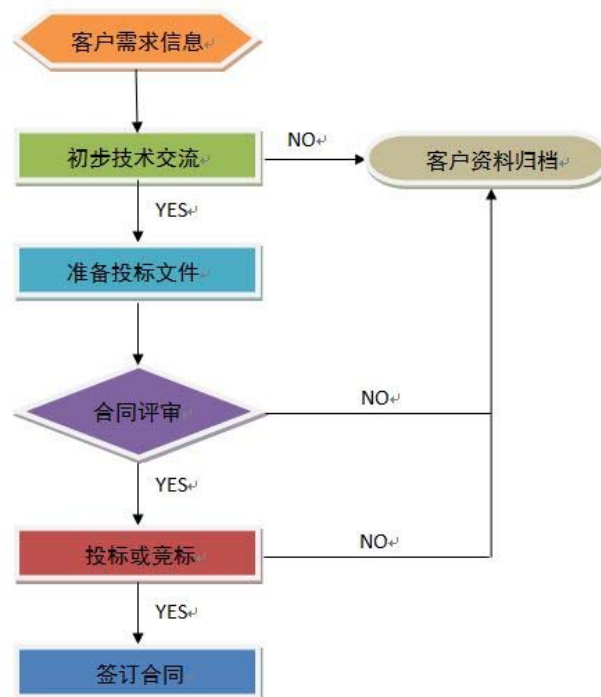 客户需求信息
初步技术交流
NO
客户资料归档
YES
准备投标文件
合同评审
NO
YES
投标或竞标
NO
YES
签订合同